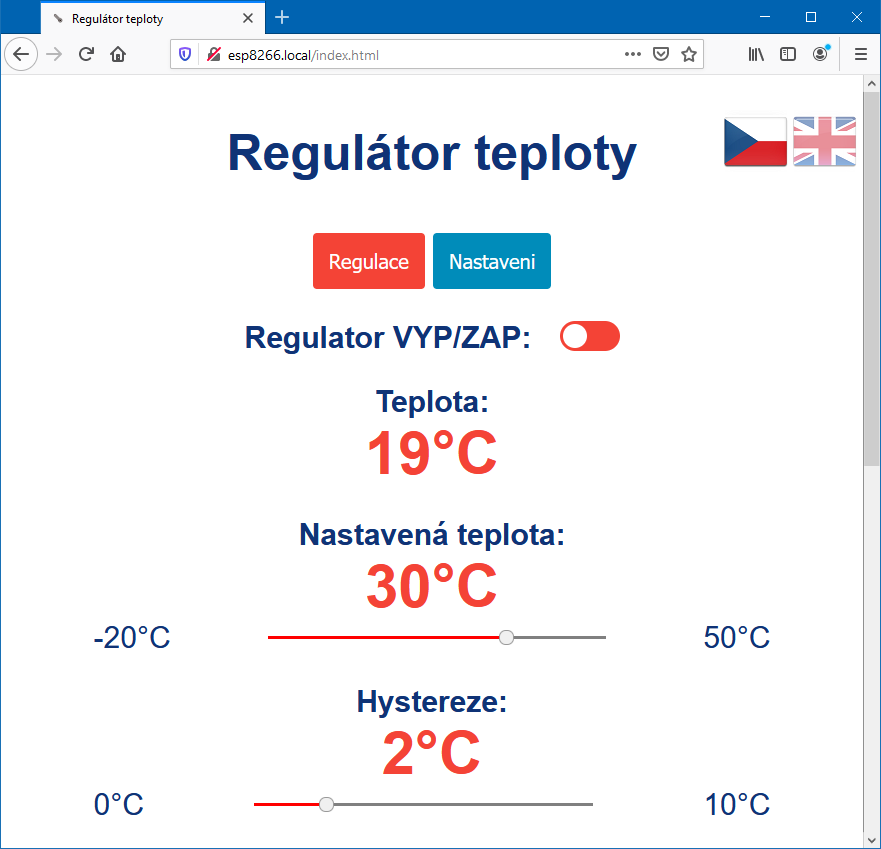 Regulátor teploty
esp8266.local/index.html
Regulátor teploty
Regulace Nastaveni
Regulator VYP/ZAP:
Teplota:
19°C
Nastavená teplota:
30°C
-20°C 50°C
Hystereze:
2°C
0°C 10°C